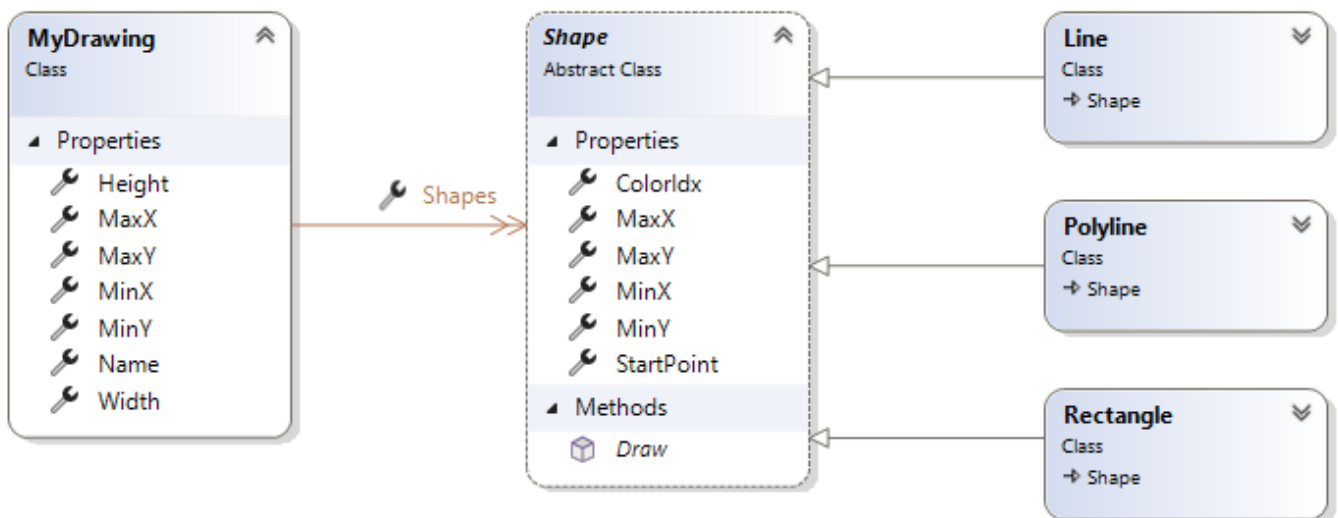 MyDrawing
Class
Properties
Height
MaxX
MaxY
MinX
MinY
Name
Width
Shapes
Shape
Abstract Class
Properties
ColorIdx
MaxX
MaxY
MinX
MinY
StartPoint
Methods
Draw
Line
Class
Shape
Polyline
Class
Shape
Rectangle
Class
Shape